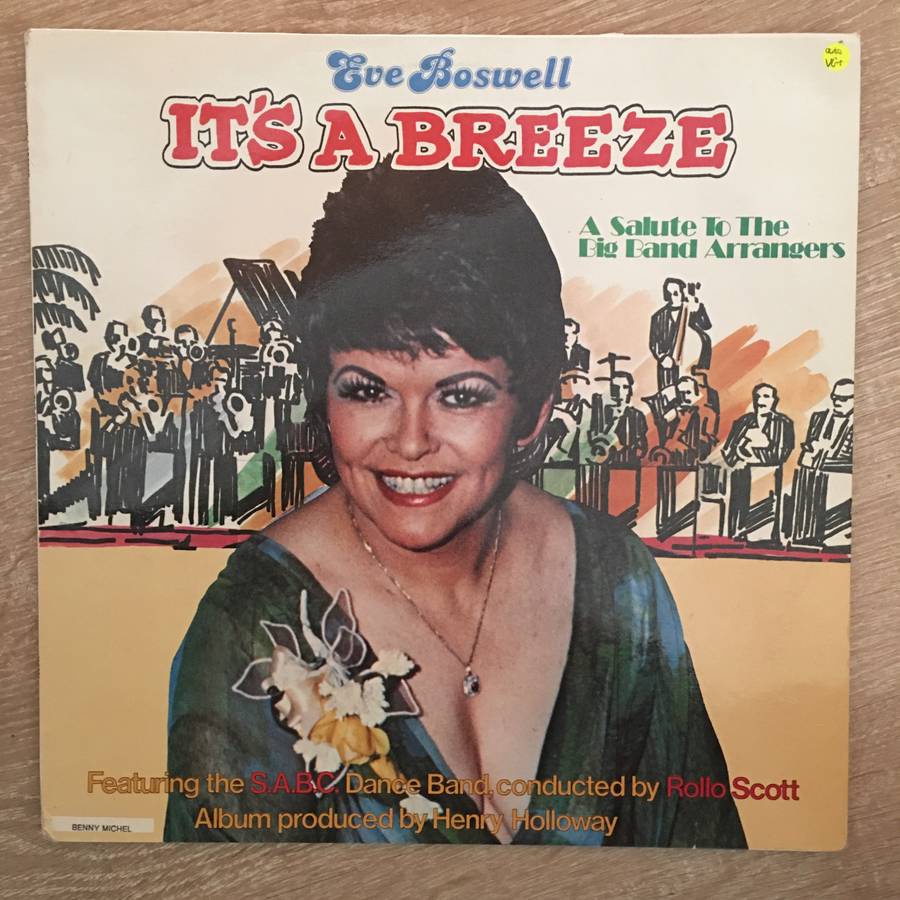 Eve Boswell
IT'S A BREEZE
A Salute To The
Big Band Arrangers
Featuring the S.A.B.C. Dance Band, conducted by Rollo Scott
Album produced by Henry Holloway
BENNY MICHEL